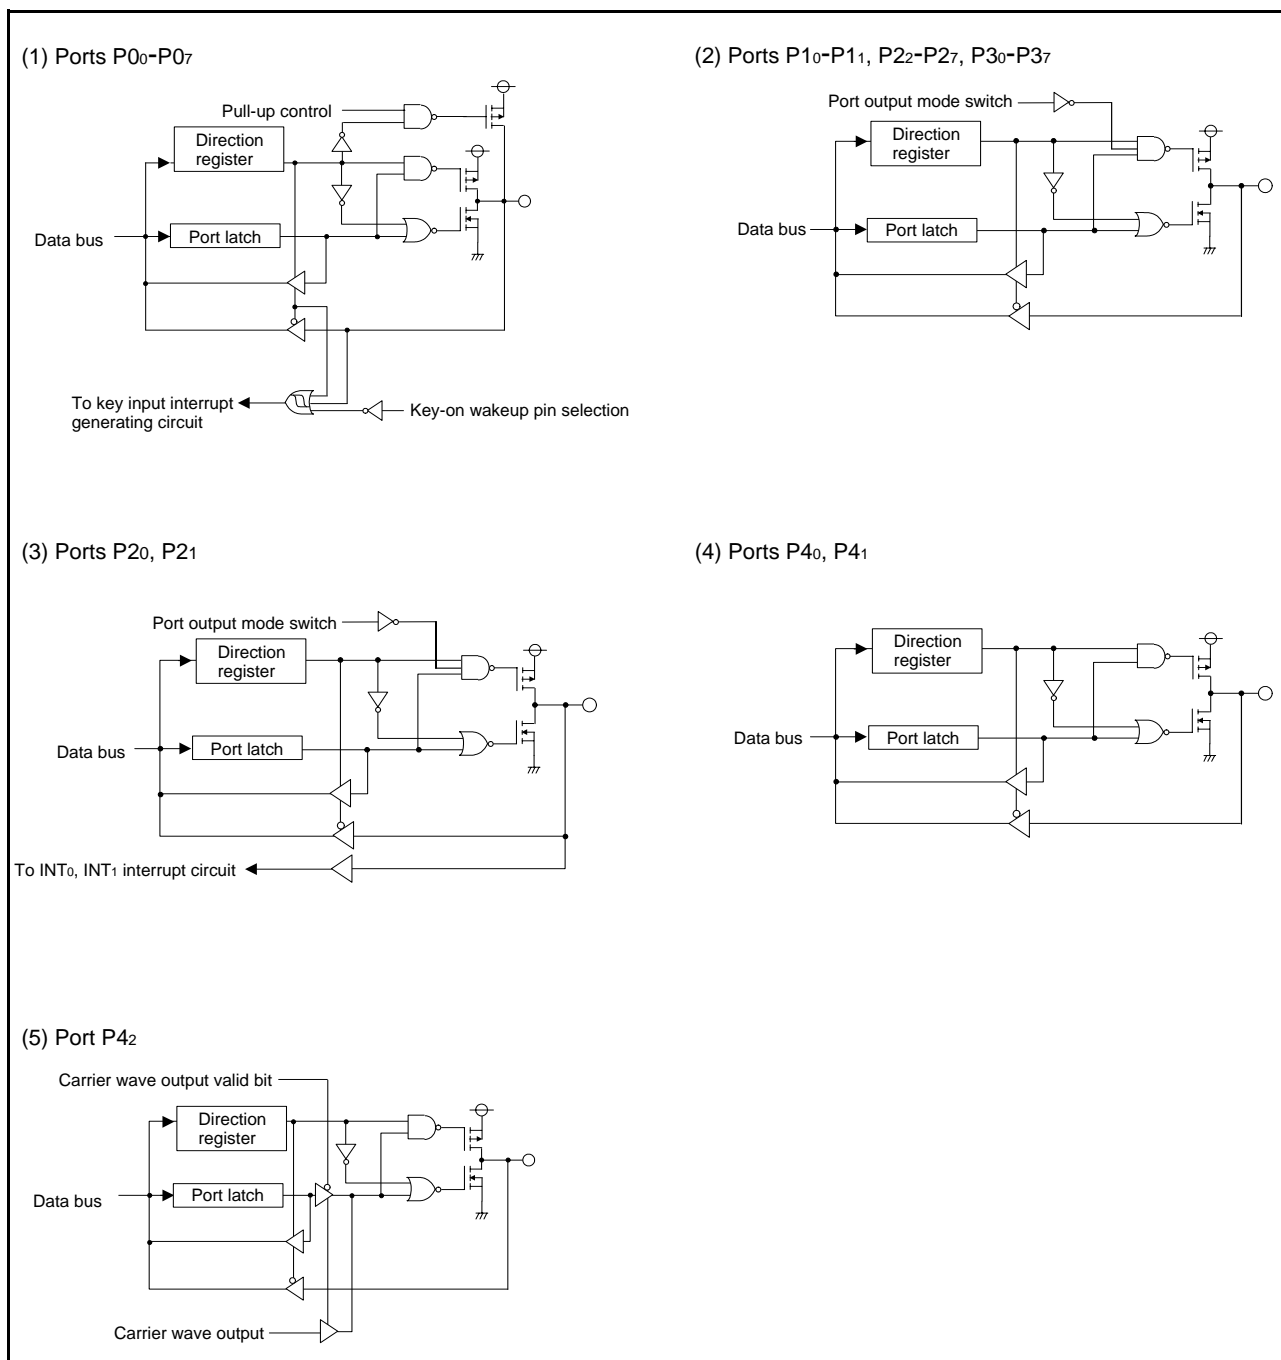 (1) Ports P00-P07
Pull-up control
Direction
register
Data bus
Port latch
To key input interrupt
generating circuit
Key-on wakeup pin selection
(2) Ports P10-P11, P22-P27, P30-P37
Port output mode switch
Direction
register
Data bus
Port latch
(3) Ports P20, P21
Port output mode switch
Direction
register
Data bus
Port latch
To INT0, INT1 interrupt circuit
(4) Ports P40, P41
Direction
register
Data bus
Port latch
(5) Port P42
Carrier wave output valid bit
Direction
register
Data bus
Port latch
Carrier wave output